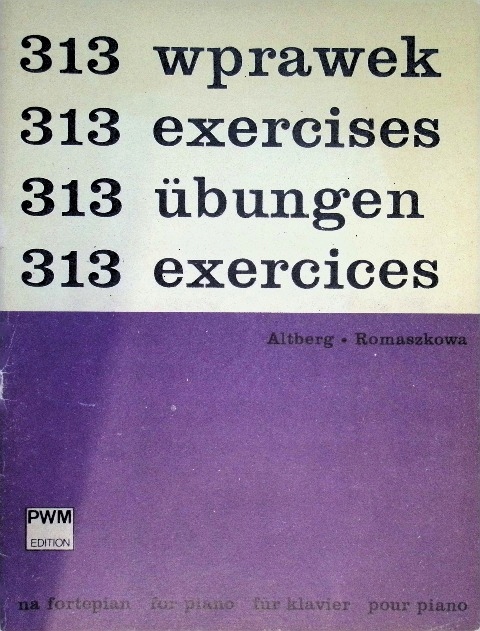 313 wprawek
313 exercises
313 übungen
313 exercices
Altberg • Romaszkowa
PWM
EDITION
na fortepian for piano für klavier pour piano